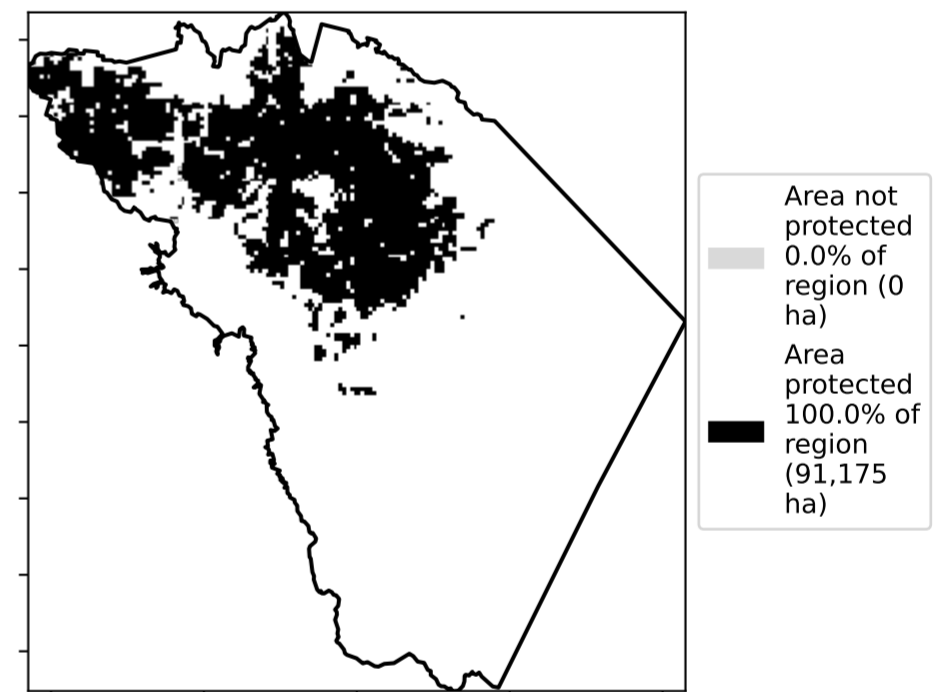 Area not
protected
0.0% of
region (0
ha)
Area
protected
100.0% of
region
(91,175
ha)